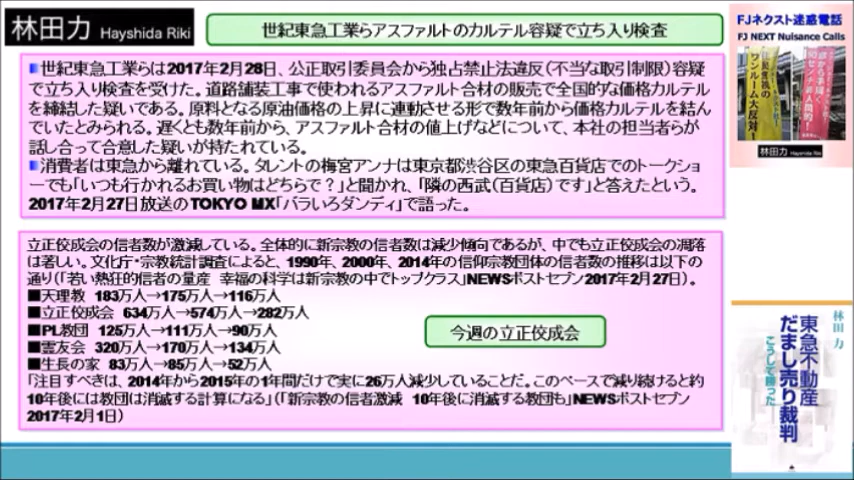 林田力 Hayshida Riki
世紀東急工業らアスファルトのカルテル容疑で立ち入り検査
世紀東急工業らは2017年2月28日、公正取引委員会から独占禁止法違反（不当な取引制限）容疑
で立ち入り検査を受けた。道路舗装工事で使われるアスファルト合材の販売で全国的な価格カルテル
を締結した疑いである。原料となる原油価格の上昇に連動させる形で数年前から価格カルテルを結ん
でいたとみられる。遅くとも数年前から、アスファルト合材の値上げなどについて、本社の担当者らが
話し合って合意した疑いが持たれている。
消費者は東急から離れている。タレントの梅宮アンナは東京都渋谷区の東急百貨店でのトークショ
ーでも「いつも行かれるお買い物はどちらで？」と聞かれ、「隣の西武（百貨店）です」と答えたという。
2017年2月27日放送のTOKYO MX「バラいろダンディ」で語った。
立正佼成会の信者数が激減している。全体的に新宗教の信者数は減少傾向であるが、中でも立正佼成会の凋落
は著しい。文化庁・宗教統計調査によると、1990年、2000年、2014年の信仰宗教団体の信者数の推移は以下の
通り（「若い熱狂的信者の量産 幸福の科学は新宗教の中でトップクラス」NEWSポストセブン2017年2月27日）。
■天理教 183万人→175万人→116万人
■立正佼成会 634万人→574万人→282万人
■PL教団 125万人→111万人→90万人
■霊友会 320万人→170万人→134万人
■生長の家 83万人→85万人→52万人
今週の立正佼成会
「注目すべきは、2014年から2015年の1年間だけで実に26万人減少していることだ。このペースで減り続けると約
10年後には教団は消滅する計算になる」（「新宗教の信者激減 10年後に消滅する教団も」NEWSポストセブン
2017年2月1日）
FJネクスト迷惑電話
FJ NEXT Nuisance Calls
ワンルーム大反対！
林田力 Hayshida Riki
林田 力
東急不動産
だまし売り裁判
こうして勝った